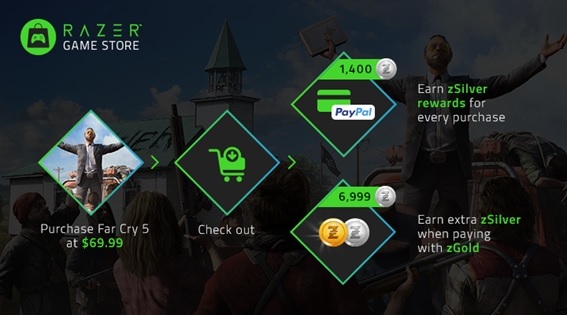 RAZER™
GAME STORE
1,400
PayPal
Earn zSilver
rewards for
every purchase
Purchase Far Cry 5
at $69.99
Check out
6,999
Earn extra zSilver
when paying
with zGold